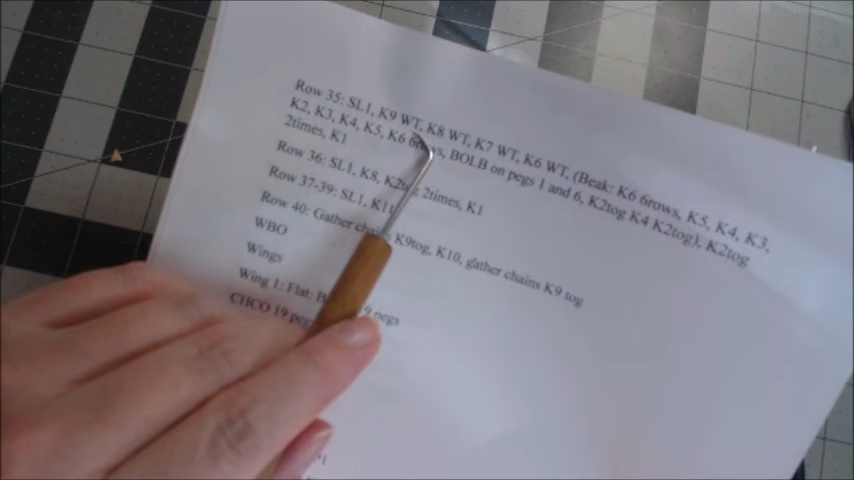 Row 35: SL1, K9 WT, K8 WT, K7 WT, K6 WT, (Beak: K6 6rows, K5, K4, K3,
K2, K3, K4, K5, K6 6rows, BOLB on pegs 1 and 6, K2tog K4 K2tog), K2tog
2times, K1
Row 36: SL1, K8, K2tog 2times, K1
Row 37-39: SL1, K11
Row 40: Gather chains K9tog, K10, gather chains K9 tog
WBO
Wings
Wing 1: Flat: 9 pegs
CHCO 19